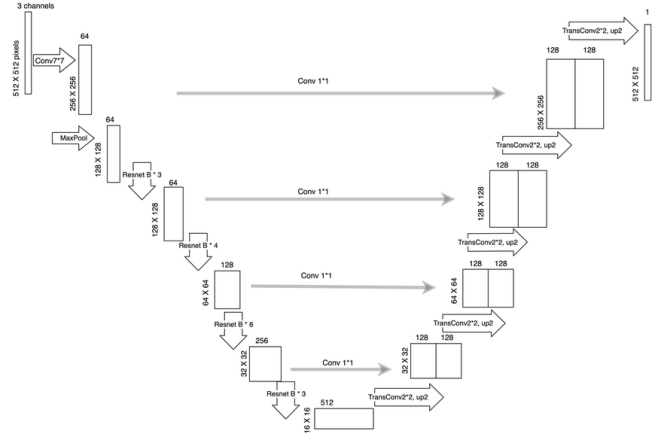 3 channels
512 X 512 pixels
Conv7*7
64
256 X 256
MaxPool
64
128 X 128
Resnet B * 3
64
128 X 128
Resnet B * 4
128
64 X 64
Resnet B * 6
256
32 X 32
Resnet B * 3
512
16 X 16
TransConv2*2, up2
Conv 1*1
128 128
32 X 32
TransConv2*2, up2
Conv 1*1
128 128
64 X 64
TransConv2*2, up2
Conv 1*1
128 128
128 X 128
TransConv2*2, up2
Conv 1*1
128 128
256 X 256
TransConv2*2, up2
1
512 X 512